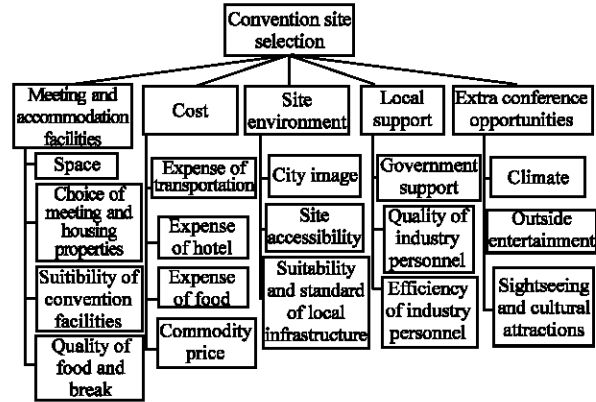 Convention site
selection
Meeting and
accommodation
facilities
Cost
Site
environment
Local
support
Extra conference
opportunities
Space
Choice of
meeting and
housing
properties
Suitibility of
convention
facilities
Quality of
food and
break
Expense of
transportation
Expense
of hotel
Expense
of food
Commodity
price
City image
Site
accessibility
Suitability
and standard
of local
infrastructure
Government
support
Quality of
industry
personnel
Efficiency
of industry
personnel
Climate
Outside
entertainment
Sightseeing
and cultural
attractions